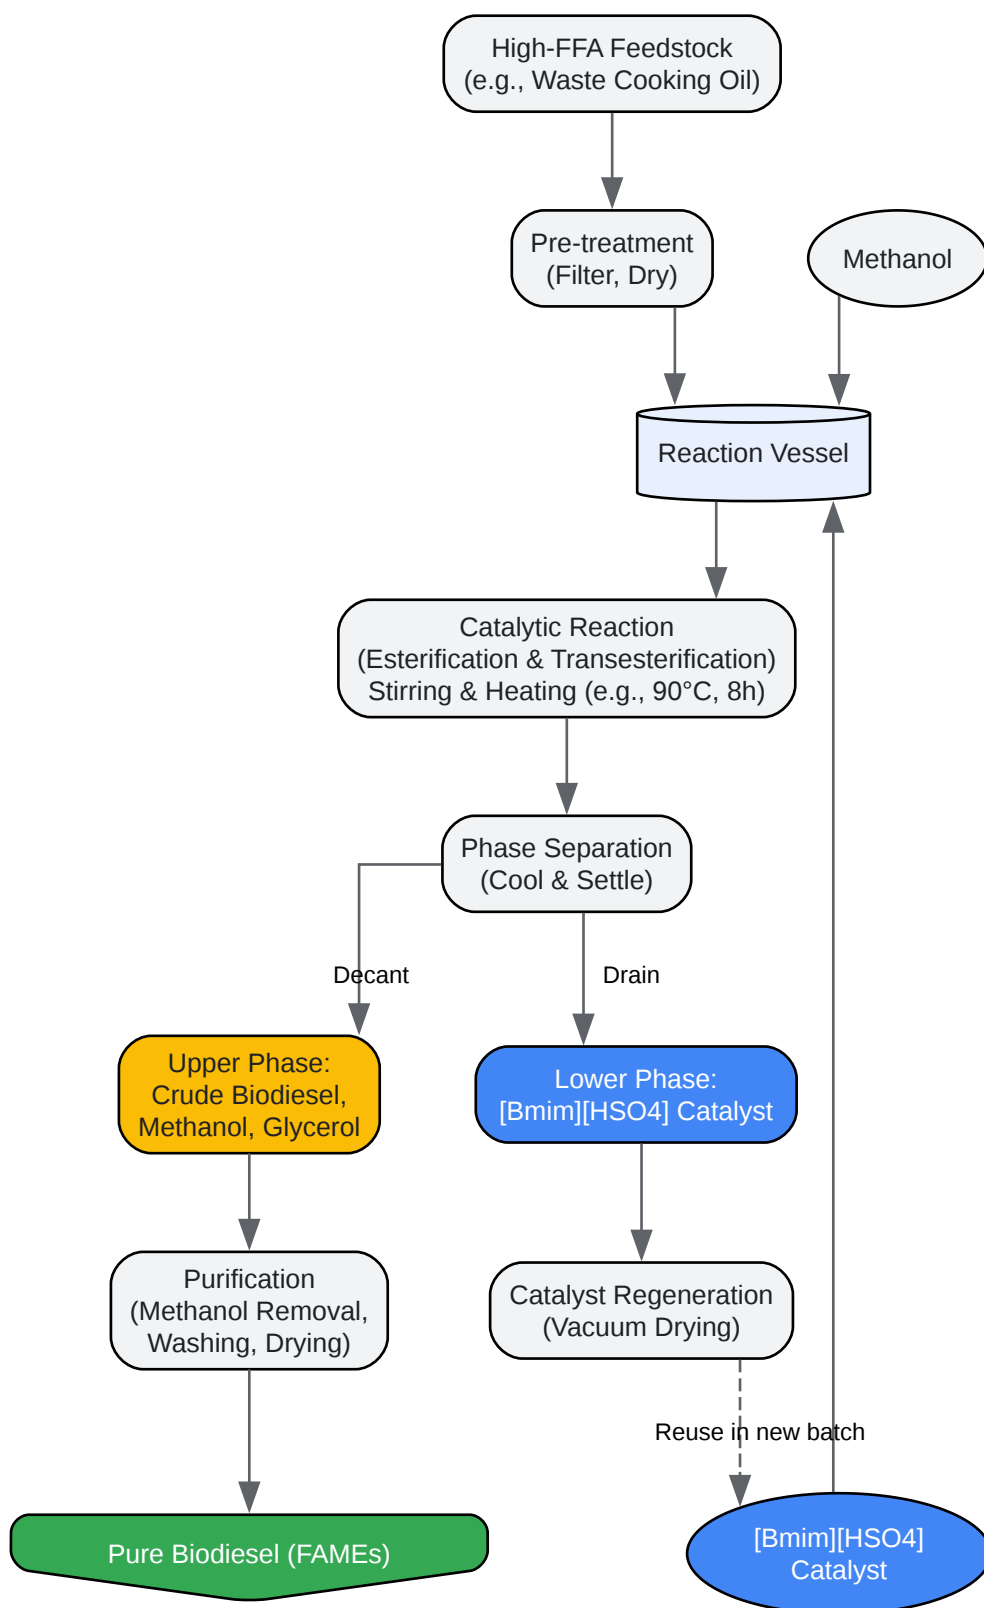 High-FFA Feedstock
(e.g., Waste Cooking Oil)
Pre-treatment
(Filter, Dry)
Methanol
Reaction Vessel
Catalytic Reaction
(Esterification & Transesterification)
Stirring & Heating (e.g., 90°C, 8h)
Phase Separation
(Cool & Settle)
Decant
Drain
Upper Phase:
Crude Biodiesel,
Methanol, Glycerol
Lower Phase:
[Bmim][HSO4] Catalyst
Purification
(Methanol Removal,
Washing, Drying)
Catalyst Regeneration
(Vacuum Drying)
Reuse in new batch
Pure Biodiesel (FAMEs)
[Bmim][HSO4]
Catalyst